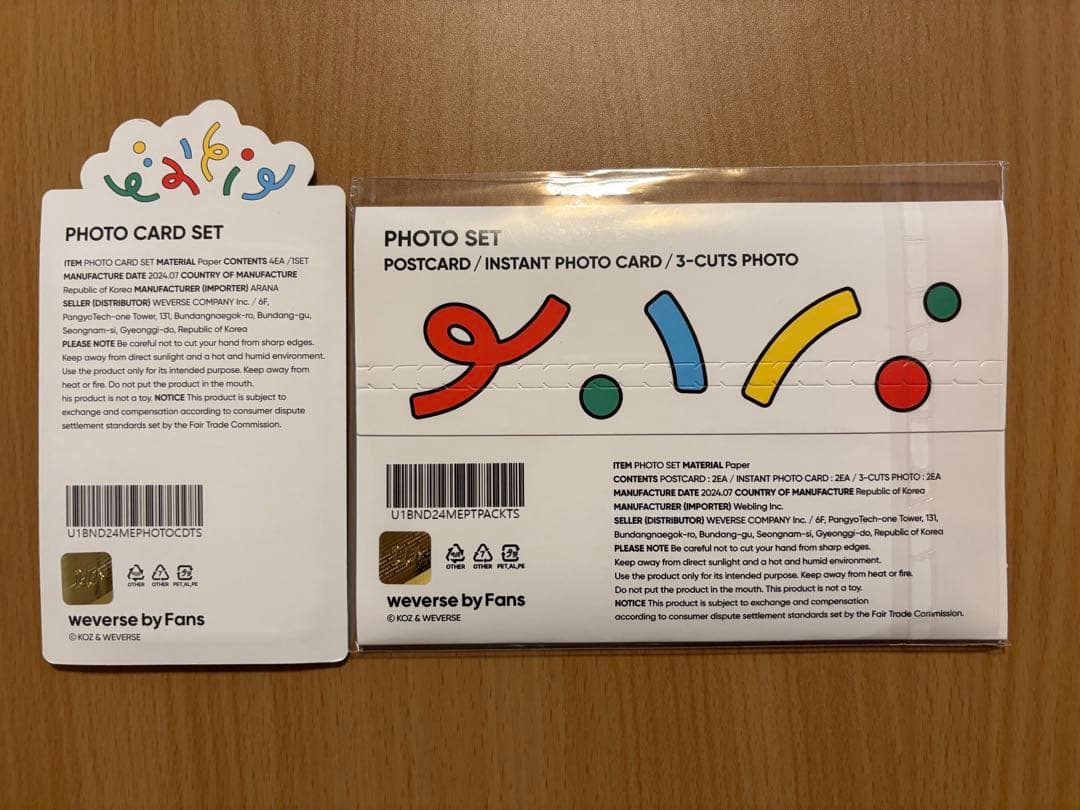 PHOTO CARD SET
ITEM PHOTO CARD SET MATERIAL Paper CONTENTS 4EA /1SET
MANUFACTURE DATE 2024.07 COUNTRY OF MANUFACTURE
Republic of Korea MANUFACTURER (IMPORTER) ARANA
SELLER (DISTRIBUTOR) WEVERSE COMPANY Inc. / 6F,
PangyoTech-one Tower, 131, Bundangnaegok-ro, Bundang-gu,
Seongnam-si, Gyeonggi-do, Republic of Korea
PLEASE NOTE Be careful not to cut your hand from sharp edges.
Keep away from direct sunlight and a hot and humid environment.
Use the product only for its intended purpose. Keep away from
heat or fire. Do not put the product in the mouth.
his product is not a toy. NOTICE This product is subject to
exchange and compensation according to consumer dispute
settlement standards set by the Fair Trade Commission.
U1BND24MEPHOTOCDTS
OTHER OTHER PET,AL,PE
weverse by Fans
© KOZ & WEVERSE
PHOTO SET
POSTCARD / INSTANT PHOTO CARD / 3-CUTS PHOTO
U1BND24MEPTPACKTS
OTHER OTHER PET,AL,PE
weverse by Fans
© KOZ & WEVERSE
ITEM PHOTO SET MATERIAL Paper
CONTENTS POSTCARD : 2EA / INSTANT PHOTO CARD : 2EA / 3-CUTS PHOTO : 2EA
MANUFACTURE DATE 2024.07 COUNTRY OF MANUFACTURE Republic of Korea
MANUFACTURER (IMPORTER) Webling Inc.
SELLER (DISTRIBUTOR) WEVERSE COMPANY Inc. / 6F, PangyoTech-one Tower, 131,
Bundangnaegok-ro, Bundang-gu, Seongnam-si, Gyeonggi-do, Republic of Korea
PLEASE NOTE Be careful not to cut your hand from sharp edges.
Keep away from direct sunlight and a hot and humid environment.
Use the product only for its intended purpose. Keep away from heat or fire.
Do not put the product in the mouth. This product is not a toy.
NOTICE This product is subject to exchange and compensation
according to consumer dispute settlement standards set by the Fair Trade Commission.